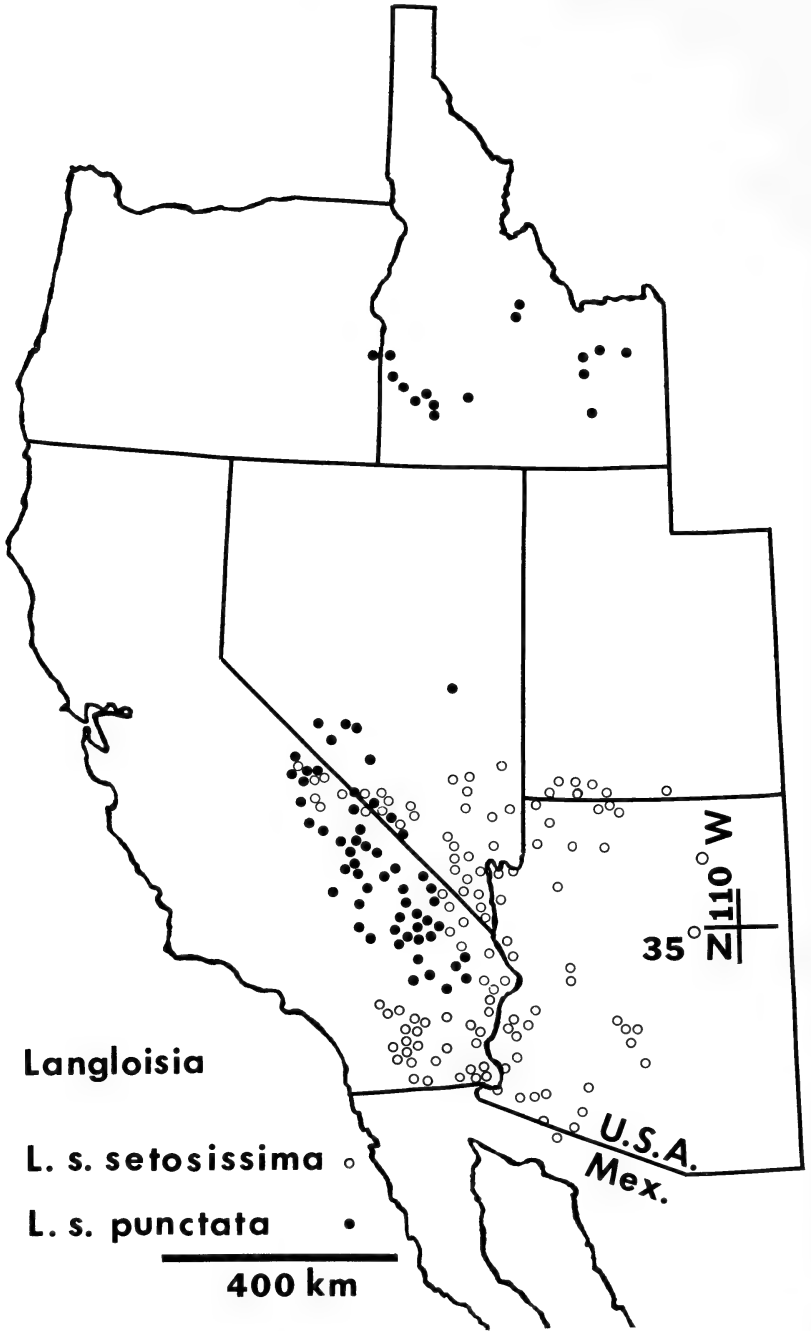 110 W
35 N
Langloisia
L. s. setosissima
L. s. punctata
400 km
U.S.A.
Mex.